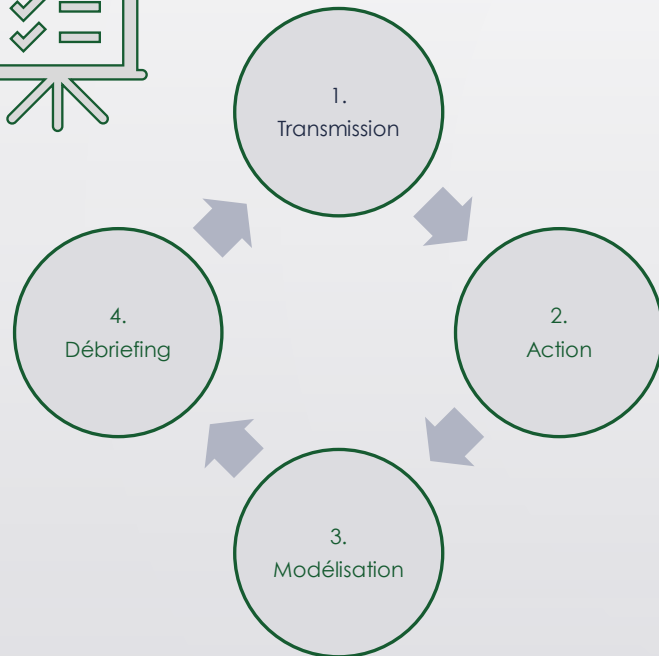 1.
Transmission
2.
Action
3.
Modélisation
4.
Débriefing